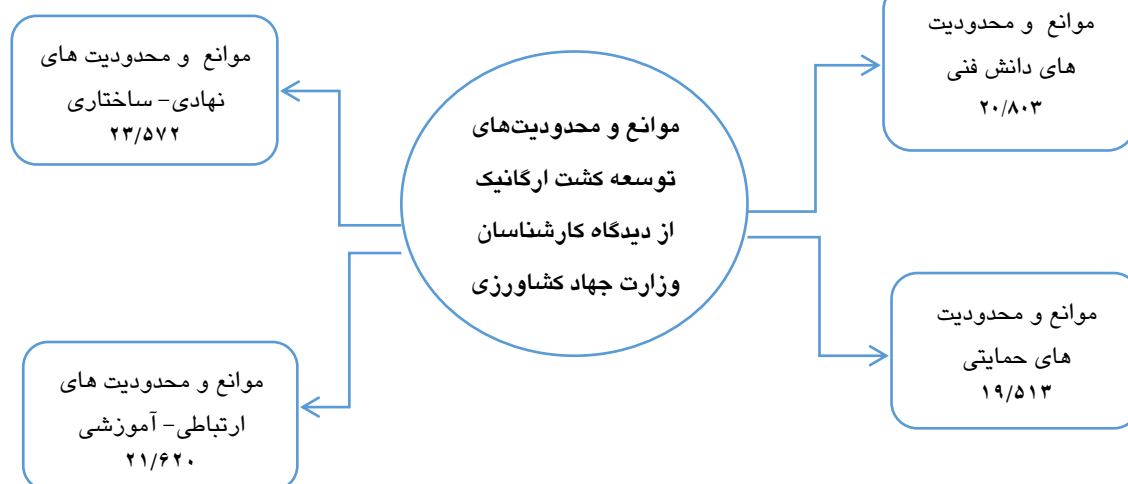 موانع و محدودیت
های دانش فنی
۲۰/۸۰۳
موانع و محدودیت های
نهادی- ساختاری
۲۳/۵۷۲
موانع و محدودیت‌های
توسعه کشت ارگانیک
از دیدگاه کارشناسان
وزارت جهاد کشاورزی
موانع و محدودیت
های حمایتی
۱۹/۵۱۳
موانع و محدودیت های
ارتباطی- آموزشی
۲۱/۶۲۰